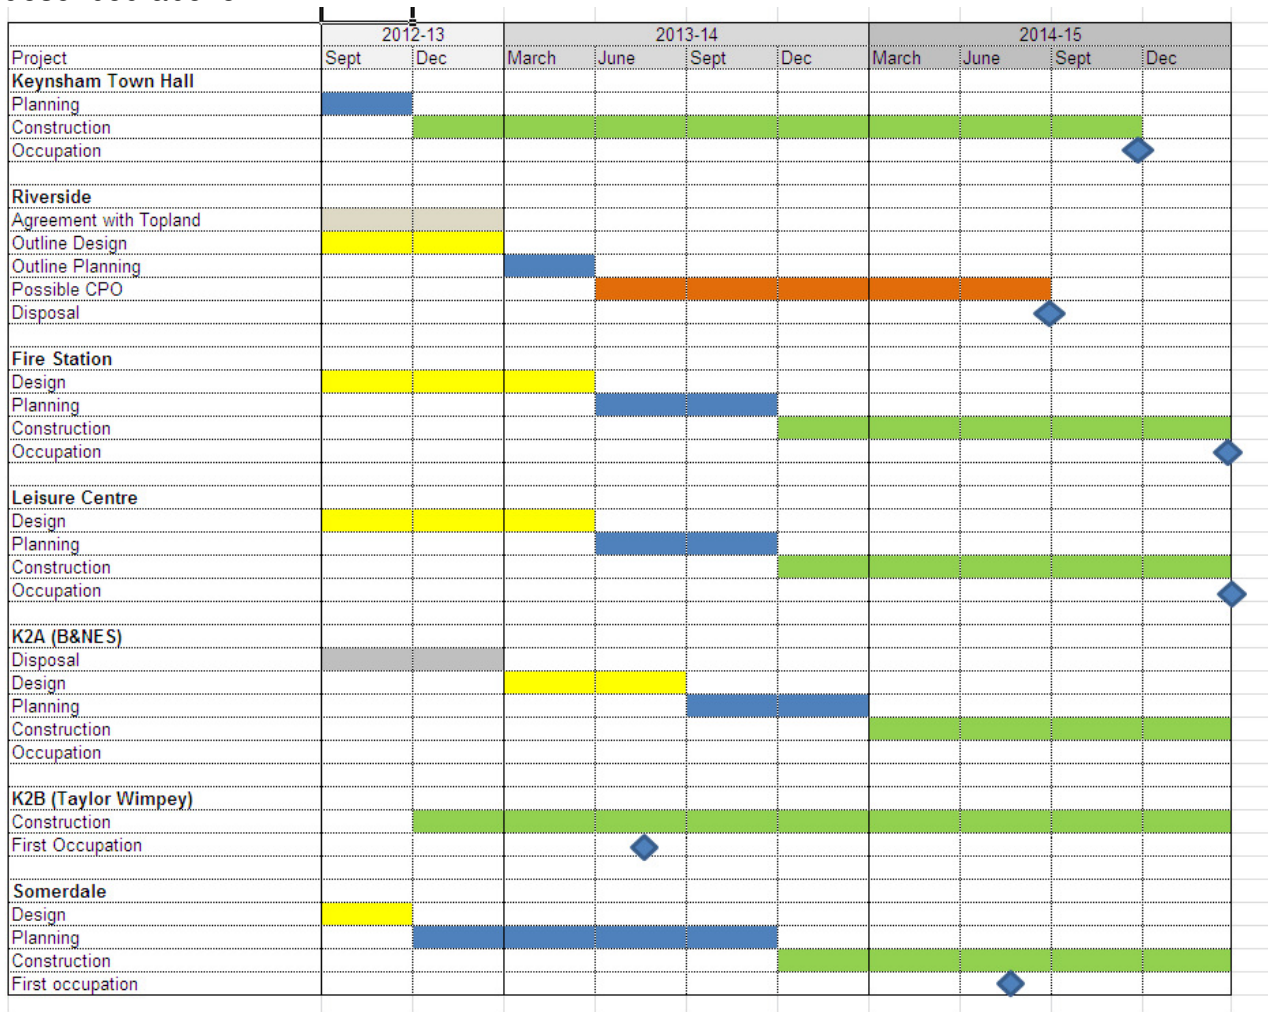 2012-13 2013-14 2014-15
Project Sept Dec March June Sept Dec March June Sept Dec
Keynsham Town Hall
Planning
Construction
Occupation
Riverside
Agreement with Topland
Outline Design
Outline Planning
Possible CPO
Disposal
Fire Station
Design
Planning
Construction
Occupation
Leisure Centre
Design
Planning
Construction
Occupation
K2A (B&NES)
Disposal
Design
Planning
Construction
Occupation
K2B (Taylor Wimpey)
Construction
First Occupation
Somerdale
Design
Planning
Construction
First occupation